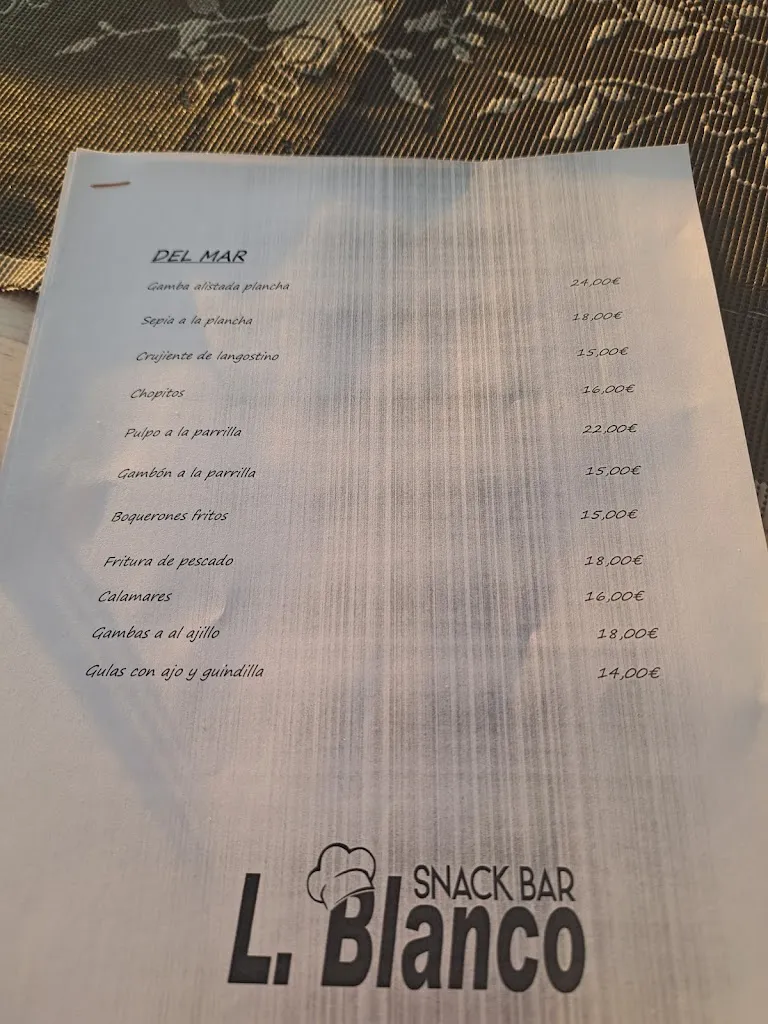 DEL MAR
Gamba alistada plancha 24,00€
Sepia a la plancha 18,00€
Crujiente de langostino 15,00€
Chopitos 16,00€
Pulpo a la parrilla 22,00€
Gambón a la parrilla 15,00€
Boquerones fritos 15,00€
Fritura de pescado 18,00€
Calamares 16,00€
Gambas a al ajillo 18,00€
Gulas con ajo y guindilla 14,00€
SNACK BAR
L. Blanco